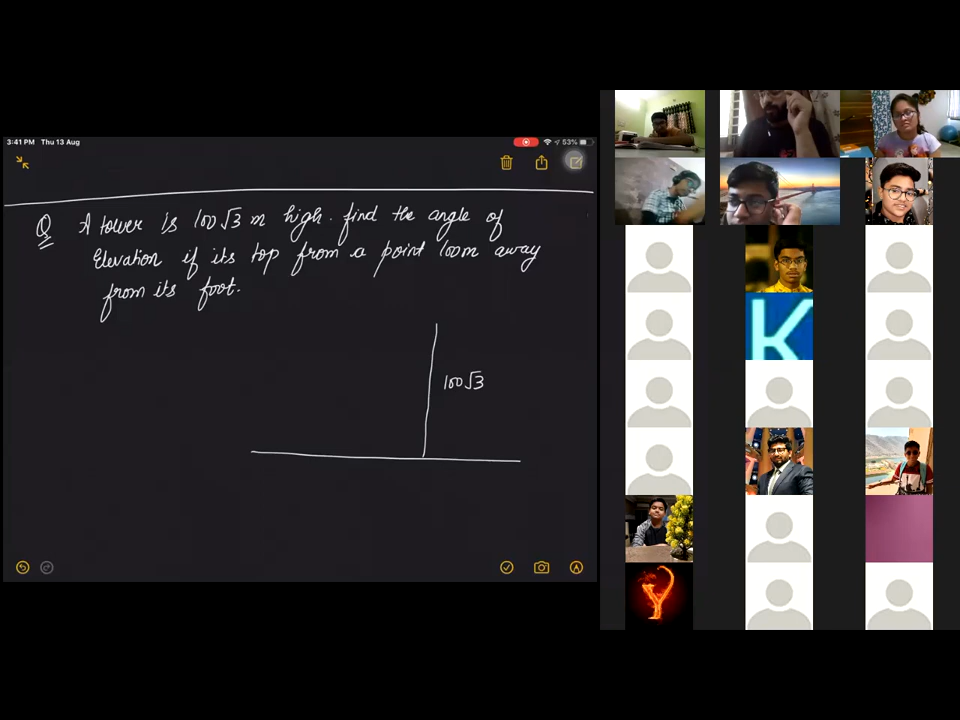 3:41 PM Thu 13 Aug
53%
Q A tower is 100√3 m high. find the angle of
Elevation if its top from a point 100m away
from its foot.
100√3
K